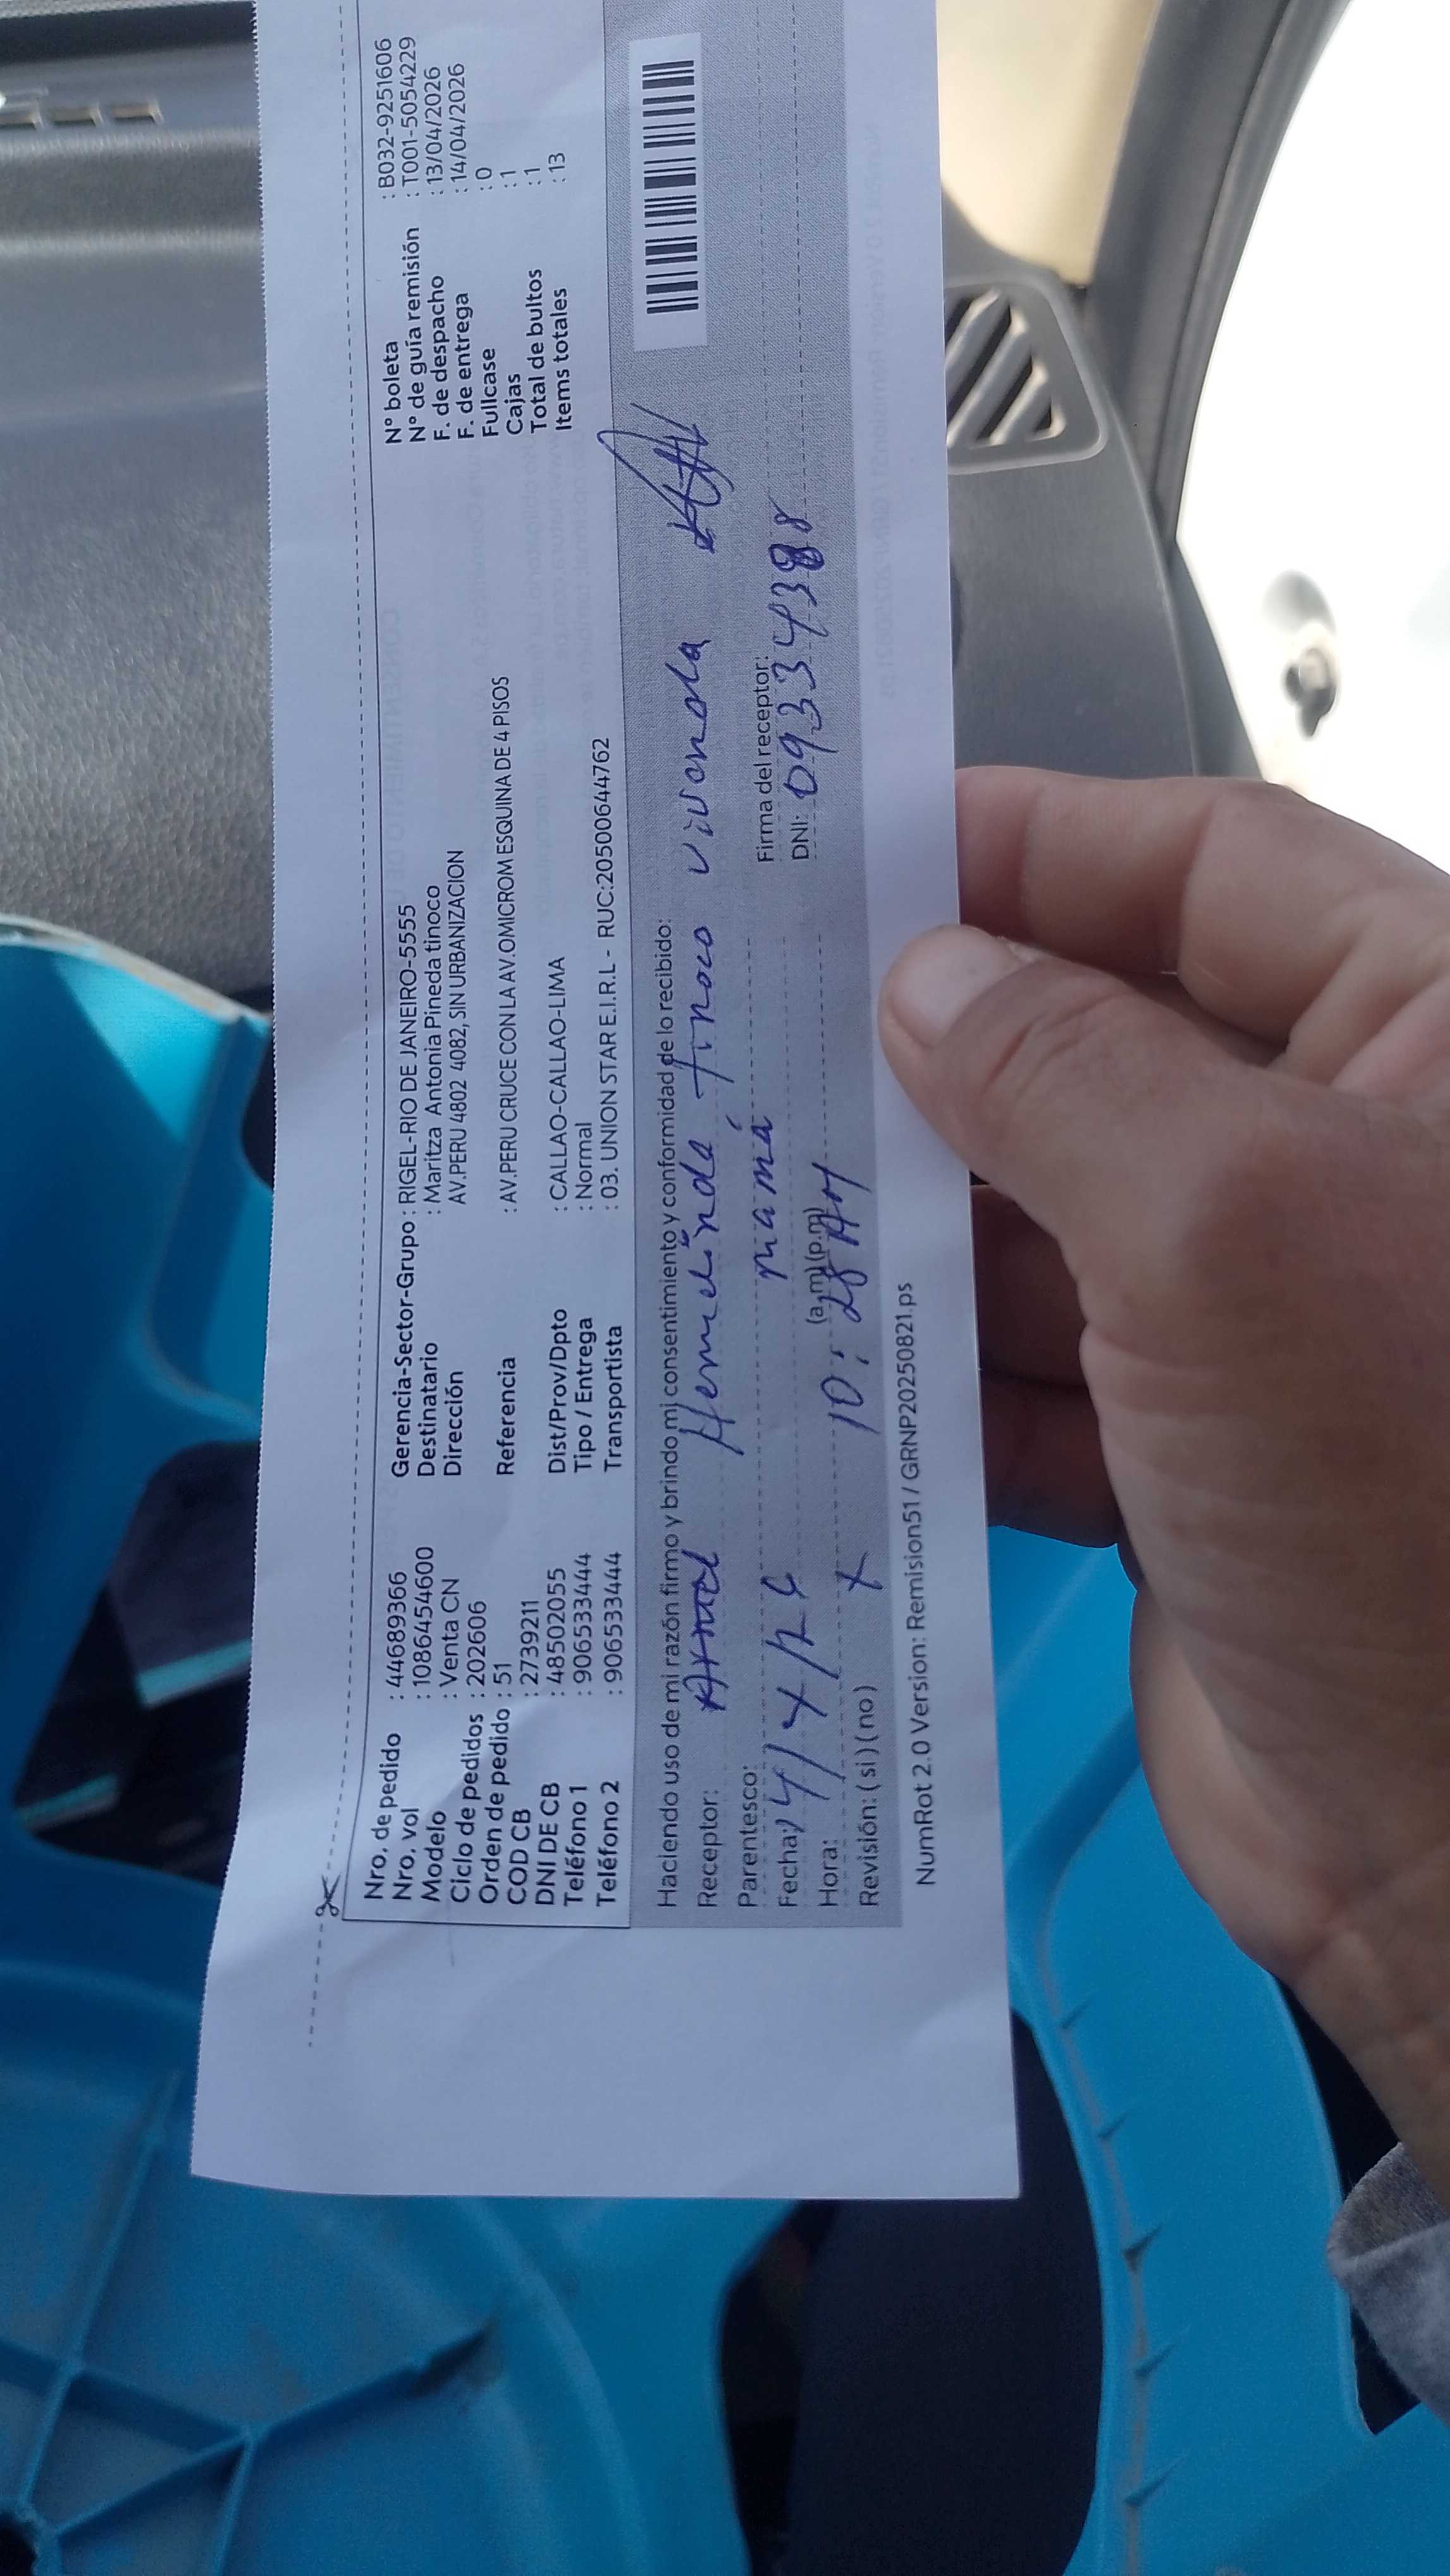 Nro. de pedido : 44689366
Nro. vol : 1086454600
Modelo : Venta CN
Ciclo de pedidos : 202606
Orden de pedido : 51
COD CB : 2739211
DNI DE CB : 48502055
Teléfono 1 : 906533444
Teléfono 2 : 906533444
Gerencia-Sector-Grupo : RIGEL-RIO DE JANEIRO-5555
Destinatario : Maritza Antonia Pineda tinoco
Dirección AV.PERU 4802 4082, SIN URBANIZACION
Referencia : AV.PERU CRUCE CON LA AV.OMICROM ESQUINA DE 4 PISOS
Dist/Prov/Dpto : CALLAO-CALLAO-LIMA
Tipo / Entrega : Normal
Transportista : 03. UNION STAR E.I.R.L - RUC:20500644762
N° boleta : B032-9251606
N° de guía remisión : T001-5054229
F. de despacho : 13/04/2026
F. de entrega : 14/04/2026
Fullcase : 0
Cajas : 1
Total de bultos : 1
Items totales : 13
Haciendo uso de mi razón firmo y brindo mi consentimiento y conformidad de lo recibido:
Receptor: Hermelinda Tinoco
Parentesco: mamá
Firma del receptor:
Fecha: 14/4/26
DNI: 09334388
Hora: 10:28 AM (a.m) (p.m)
Revisión: ( si ) ( no ) X
NumRot 2.0 Version: Remision51 / GRNP20250821.ps